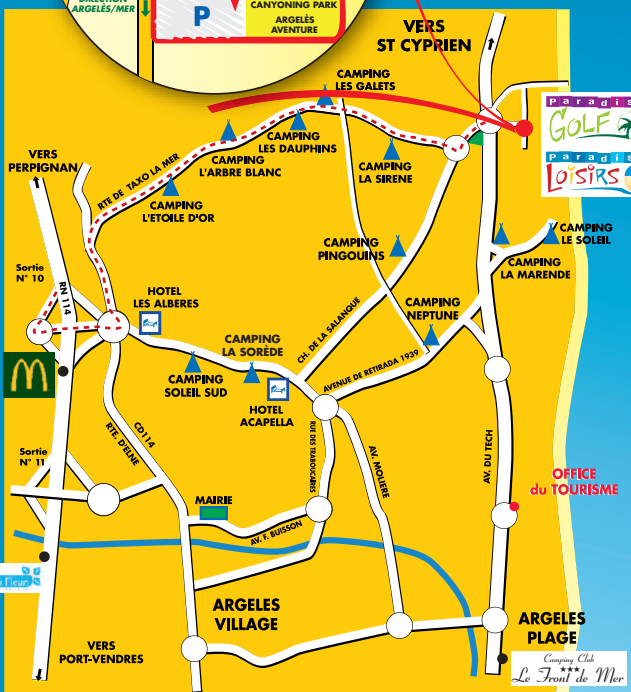 DIRECTION
ARGELÈS/MER
P
CANYONING PARK
ARGELÈS
AVENTURE
VERS
ST CYPRIEN
CAMPING
LES GALETS
Paradis
GOLF
Paradis
LOISIRS
CAMPING
LES DAUPHINS
CAMPING
L'ARBRE BLANC
CAMPING
LA SIRENE
VERS
PERPIGNAN
RTE DE TAXO LA MER
CAMPING
L'ETOILE D'OR
CAMPING
PINGOUINS
CAMPING
LE SOLEIL
CAMPING
LA MARENDE
Sortie
N° 10
RN 114
HOTEL
LES ALBERES
CAMPING
NEPTUNE
CH. DE LA SALANQUE
CAMPING
LA SORÈDE
CAMPING
SOLEIL SUD
HOTEL
ACAPELLA
AVENUE DE RETIRADA 1939
M
CD114
RTE. D'ELNE
RUE DES TRABOUCAIRES
AV. MOLIERE
AV. DU TECH
Sortie
N° 11
OFFICE
du TOURISME
MAIRIE
AV. F. BUISSON
Fleur
ARGELES
VILLAGE
ARGELES
PLAGE
VERS
PORT-VENDRES
Camping Club
***
Le Front de Mer